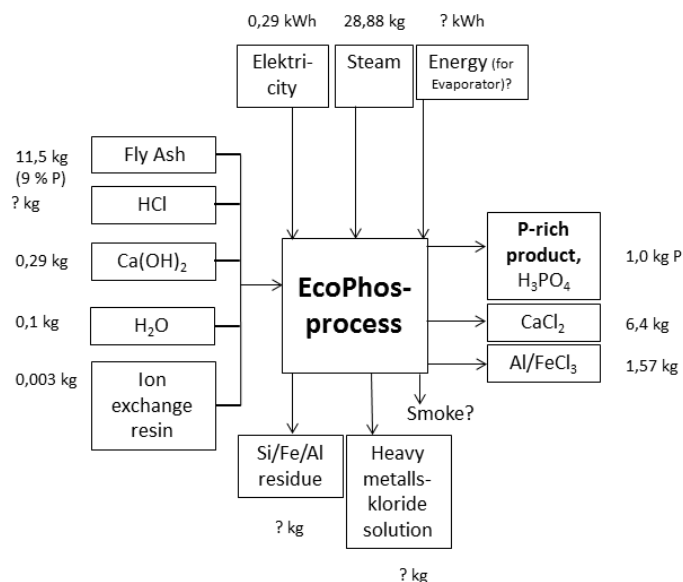 0,29 kWh
28,88 kg
? kWh
Elektri-
city
Steam
Energy (for
Evaporator)?
11,5 kg
(9 % P)
Fly Ash
? kg
HCl
0,29 kg
Ca(OH)2
0,1 kg
H2O
0,003 kg
Ion
exchange
resin
EcoPhos-
process
P-rich
product,
H3PO4
1,0 kg P
CaCl2
6,4 kg
Al/FeCl3
1,57 kg
Smoke?
Si/Fe/Al
residue
? kg
Heavy
metalls-
kloride
solution
? kg